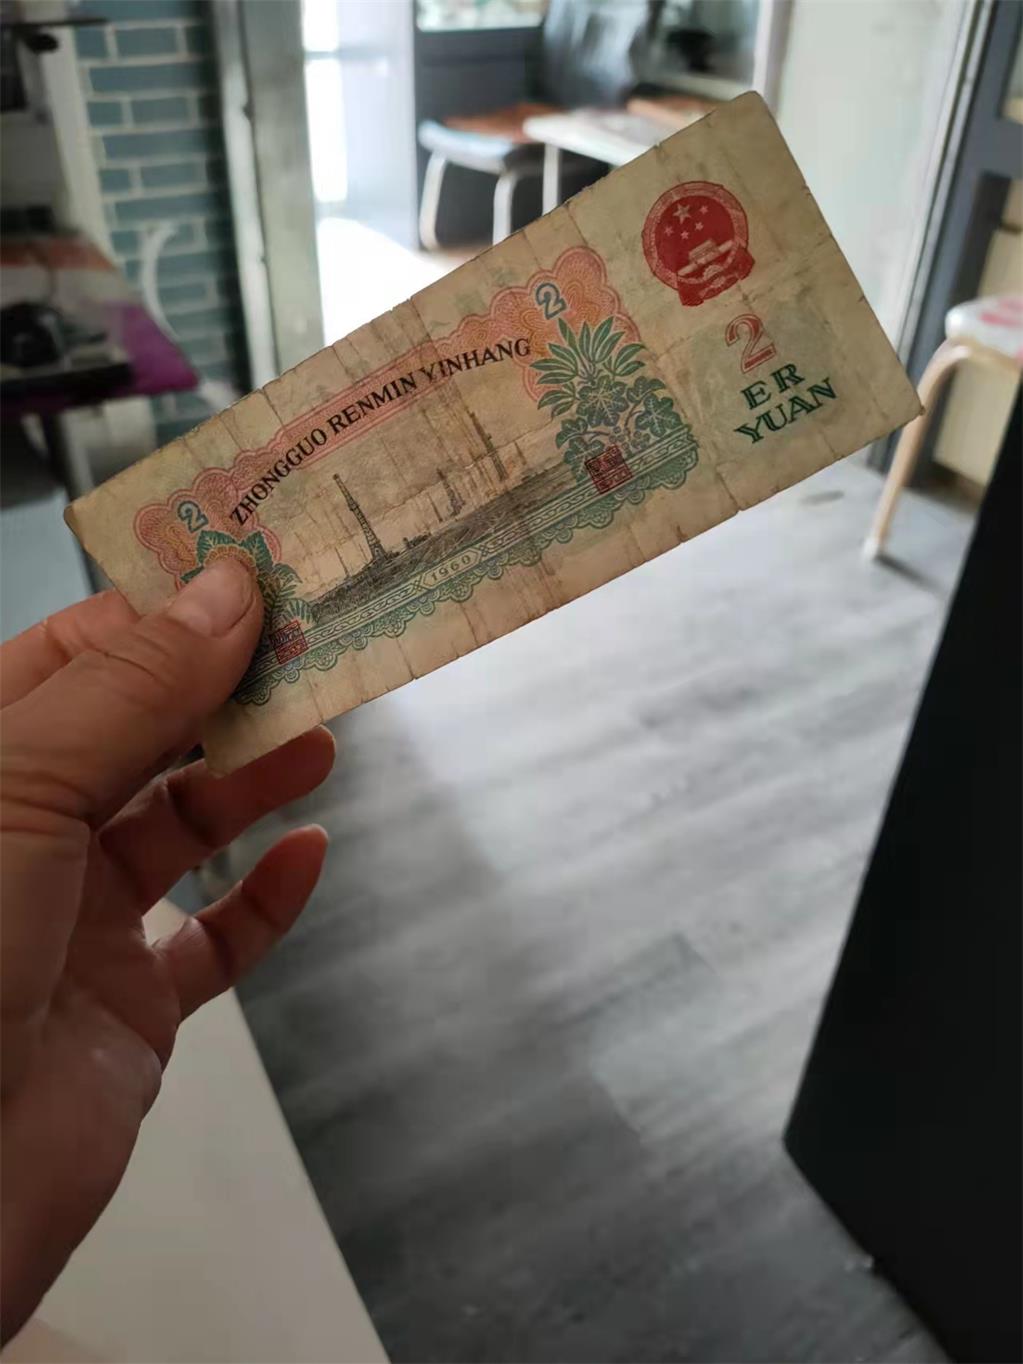 2
ZHONGGUO RENMIN YINHANG
2
1960
2
ER
YUAN